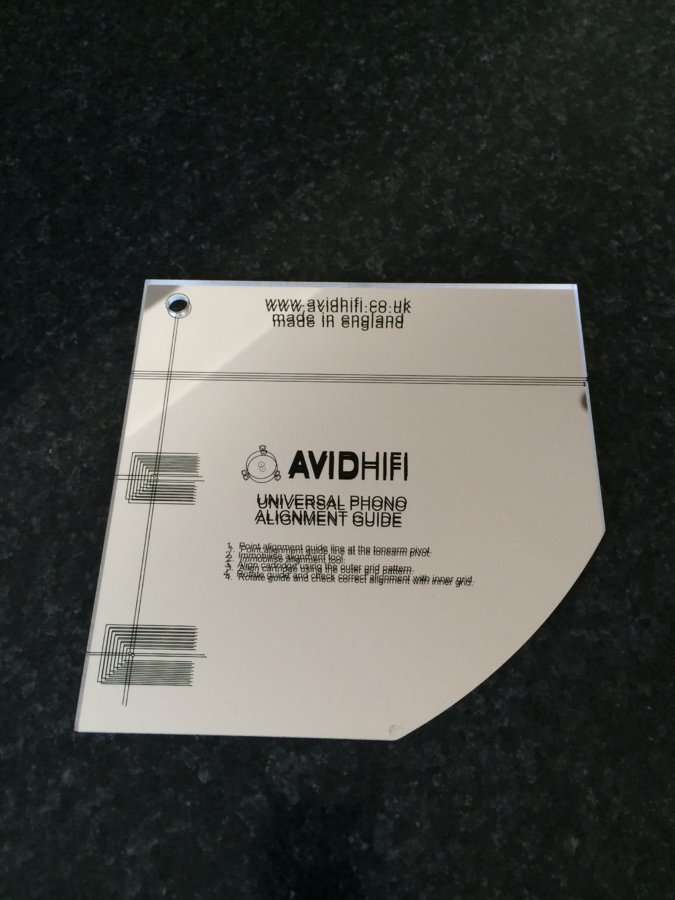 www.avidhifi.co.uk
made in england
AVIDHIFI
UNIVERSAL PHONO
ALIGNMENT GUIDE
1. Point alignment guide line at the tonearm pivot.
2. Immobilise alignment tool.
3. Align cartridge using the outer grid pattern.
4. Rotate guide and check correct alignment with inner grid.